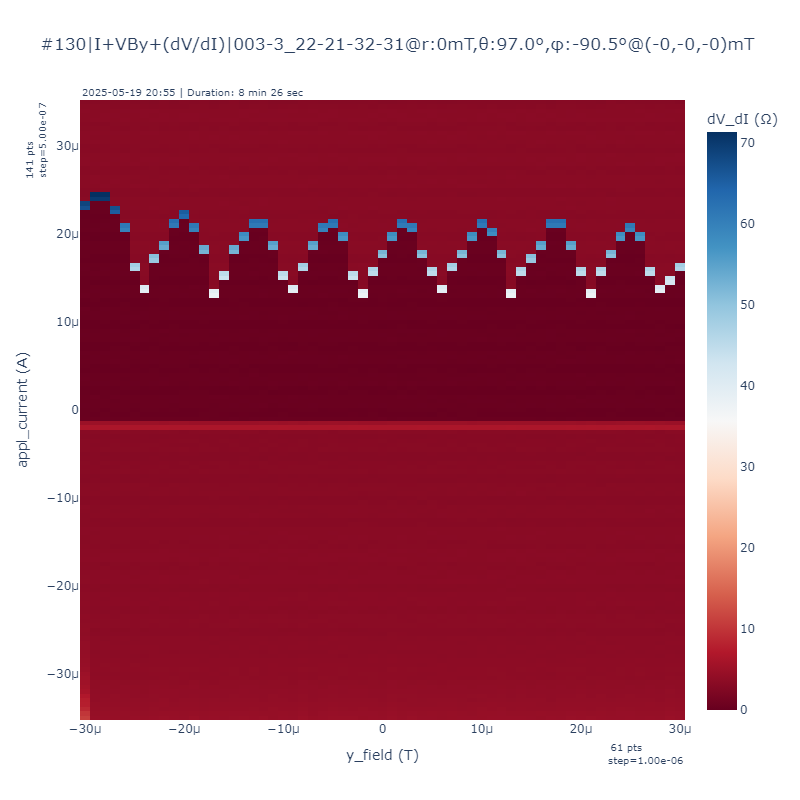 #130|I+VBy+(dV/dI)|003-3_22-21-32-31@r:0mT,θ:97.0°,φ:-90.5°@(-0,-0,-0)mT
2025-05-19 20:55 | Duration: 8 min 26 sec
141 pts
step=5.00e-07
dV_dI (Ω)
70
60
50
40
30
20
10
0
appl_current (A)
30μ
20μ
10μ
0
−10μ
−20μ
−30μ
−30μ
−20μ
−10μ
0
10μ
20μ
30μ
y_field (T)
61 pts
step=1.00e-06